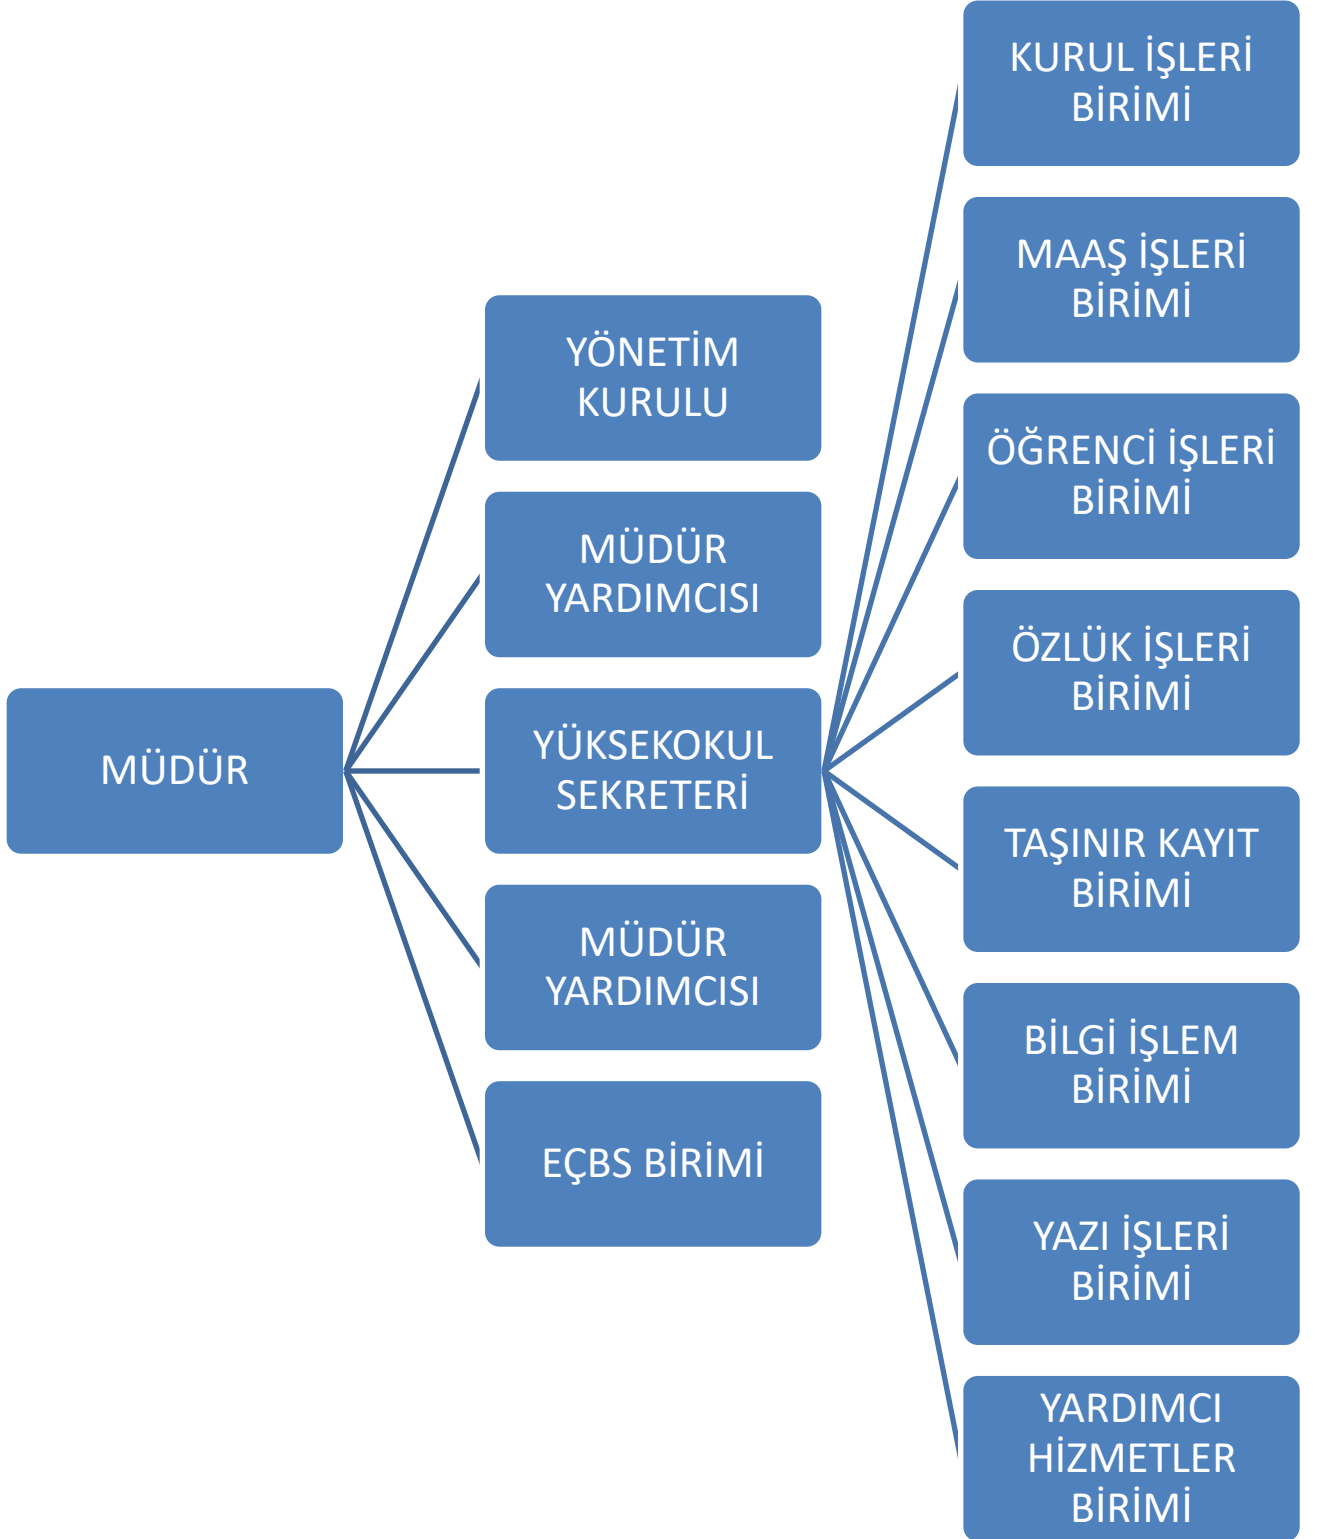 MÜDÜR
YÖNETİM
KURULU
MÜDÜR
YARDIMCISI
YÜKSEKOKUL
SEKRETERİ
MÜDÜR
YARDIMCISI
EÇBS BİRİMİ
KURUL İŞLERİ
BİRİMİ
MAAŞ İŞLERİ
BİRİMİ
ÖĞRENCİ İŞLERİ
BİRİMİ
ÖZLÜK İŞLERİ
BİRİMİ
TAŞINIR KAYIT
BİRİMİ
BİLGİ İŞLEM
BİRİMİ
YAZI İŞLERİ
BİRİMİ
YARDIMCI
HİZMETLER
BİRİMİ